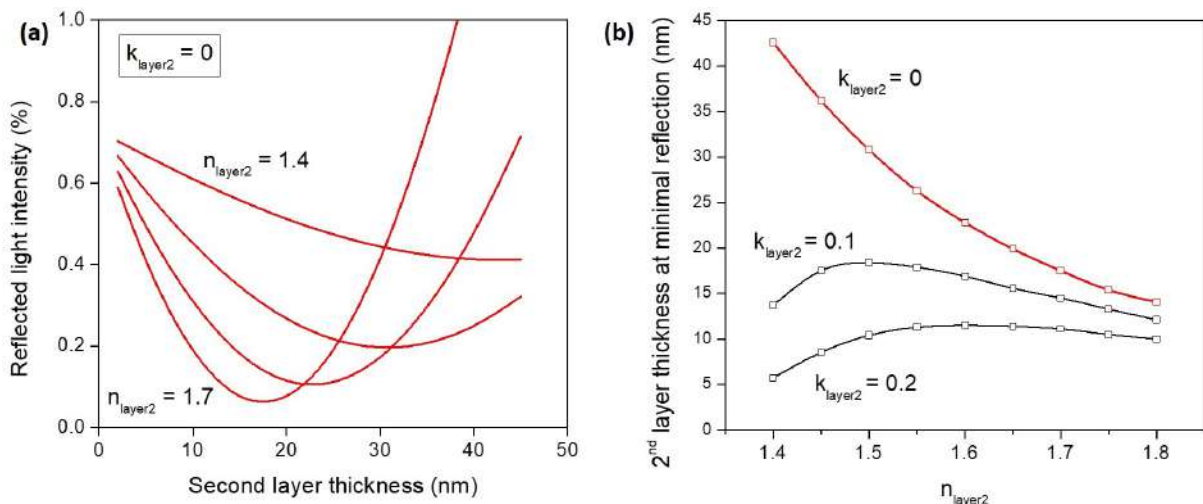 (a)
k_layer2 = 0
n_layer2 = 1.4
n_layer2 = 1.7
Reflected light intensity (%)
1.0
0.8
0.6
0.4
0.2
0.0
0 10 20 30 40 50
Second layer thickness (nm)
(b)
k_layer2 = 0
k_layer2 = 0.1
k_layer2 = 0.2
2nd layer thickness at minimal reflection (nm)
45
40
35
30
25
20
15
10
5
0
1.4 1.5 1.6 1.7 1.8
n_layer2